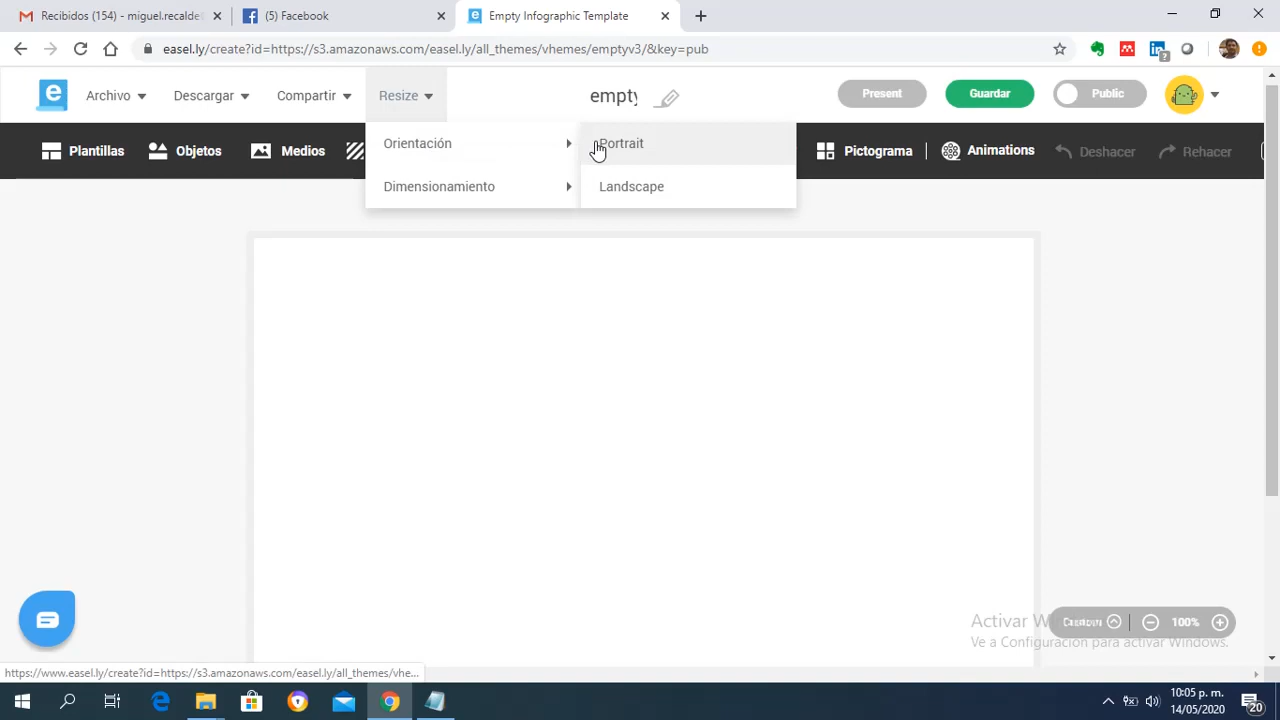 Recibidos (154) - miguel.recalde
(5) Facebook
Empty Infographic Template
easel.ly/create?id=https://s3.amazonaws.com/easel.ly/all_themes/vhemes/emptyv3/&key=pub
Archivo
Descargar
Compartir
Resize
empty
Present
Guardar
Public
Orientación
Portrait
Plantillas
Objetos
Medios
Pictograma
Animations
Deshacer
Rehacer
Dimensionamiento
Landscape
Activar W
Custom
100%
Ve a Configuración para activar Windows.
https://www.easel.ly/create?id=https://s3.amazonaws.com/easel.ly/all_themes/vhe...
10:05 p. m.
14/05/2020
20